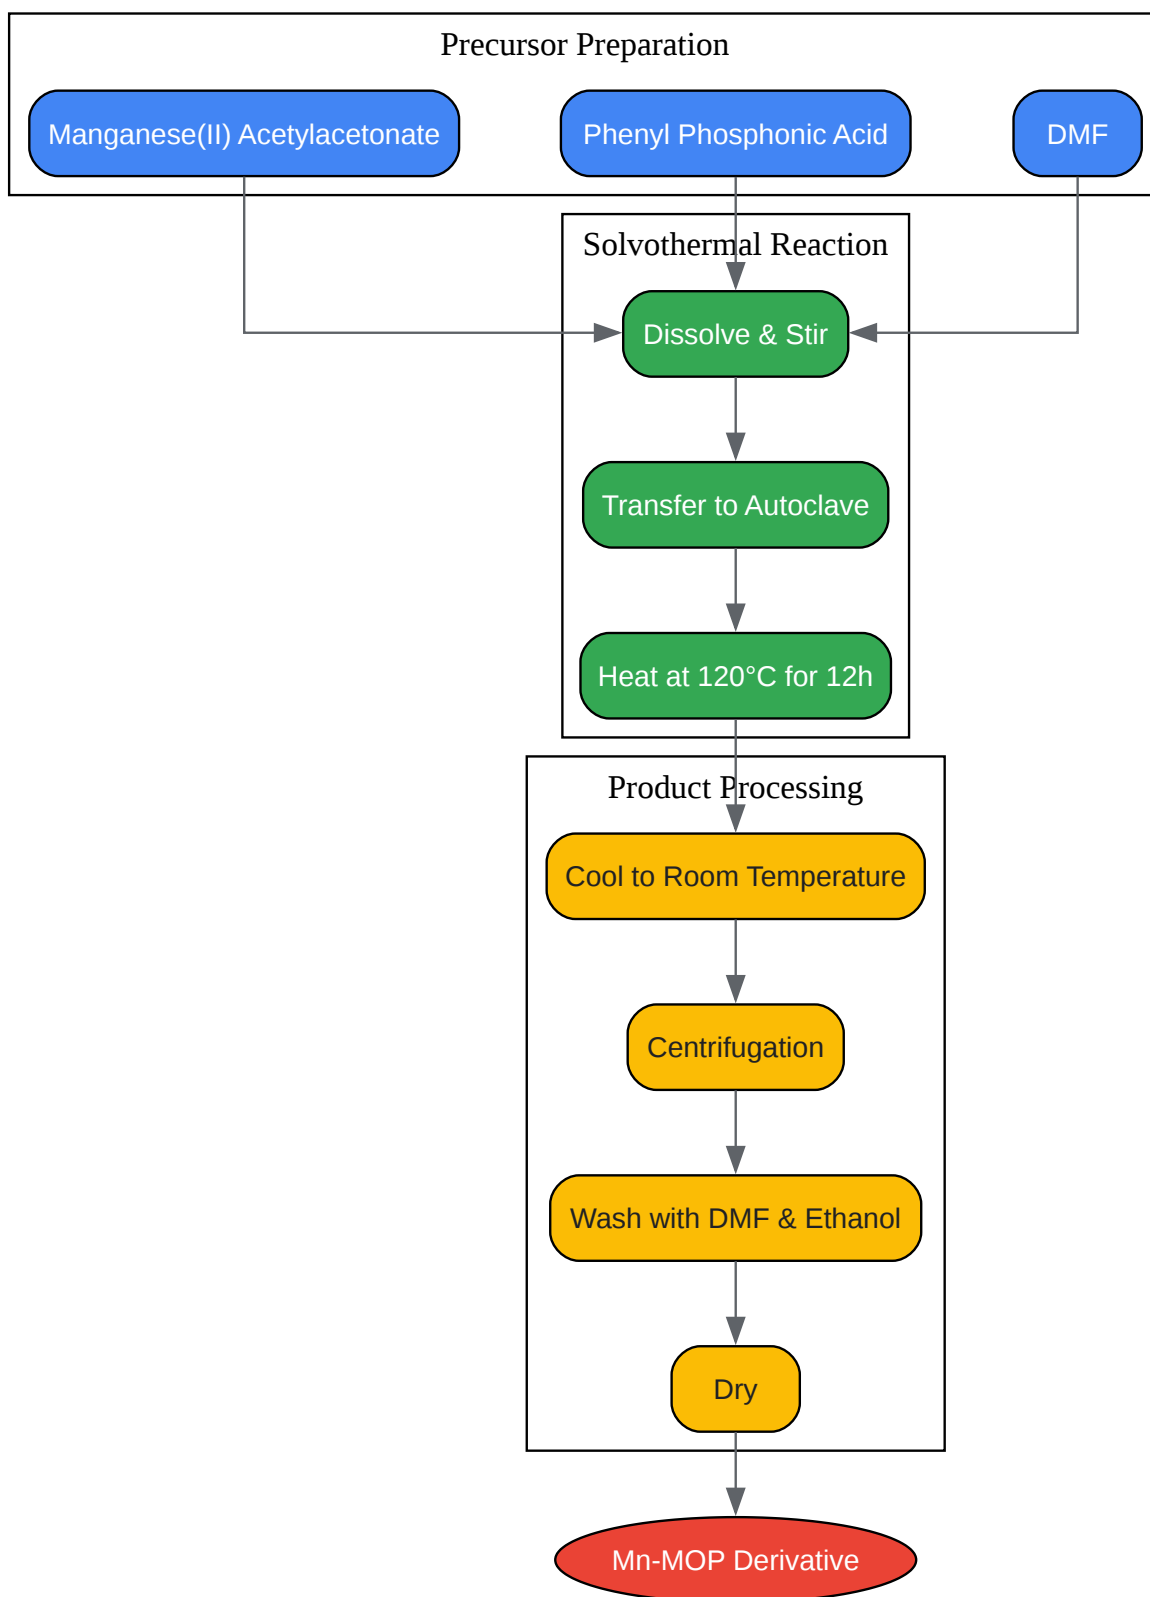 Precursor Preparation
Manganese(II) Acetylacetonate
Phenyl Phosphonic Acid
DMF
Solvothermal Reaction
Dissolve & Stir
Transfer to Autoclave
Heat at 120°C for 12h
Product Processing
Cool to Room Temperature
Centrifugation
Wash with DMF & Ethanol
Dry
Mn-MOP Derivative